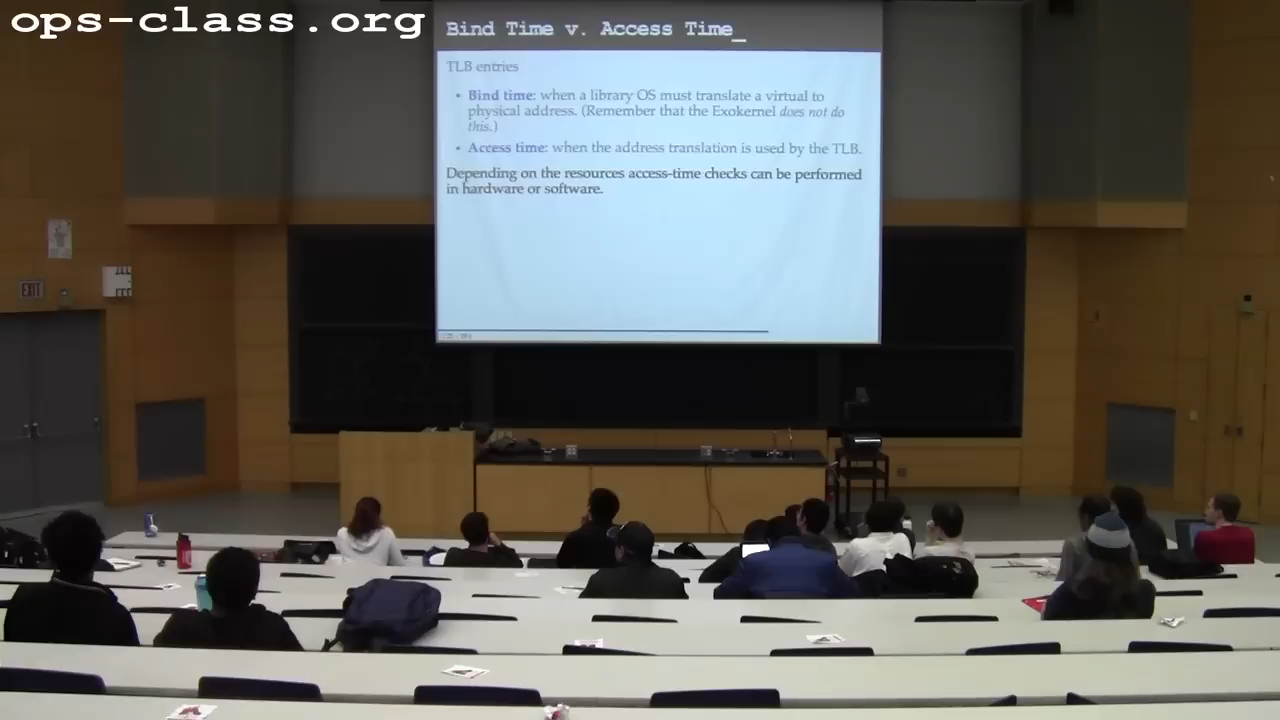 ops-class.org
Bind Time v. Access Time_
TLB entries
• Bind time: when a library OS must translate a virtual to
physical address. (Remember that the Exokernel does not do
this.)
• Access time: when the address translation is used by the TLB.
Depending on the resources access-time checks can be performed
in hardware or software.
EXIT